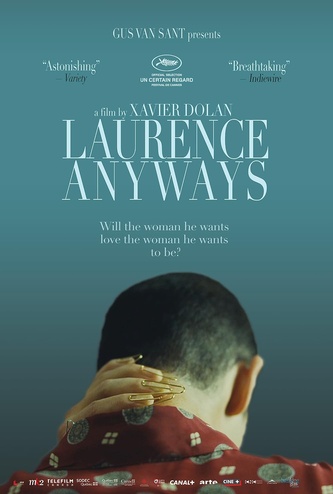 GUS VAN SANT presents
"Astonishing"
— Variety
OFFICIAL SELECTION
UN CERTAIN REGARD
FESTIVAL DE CANNES
"Breathtaking"
— Indiewire
a film by XAVIER DOLAN
LAURENCE
ANYWAYS
Will the woman he wants
love the woman he wants
to be?
mk2 TELEFILM SODEC CANAL+ arte CINE+